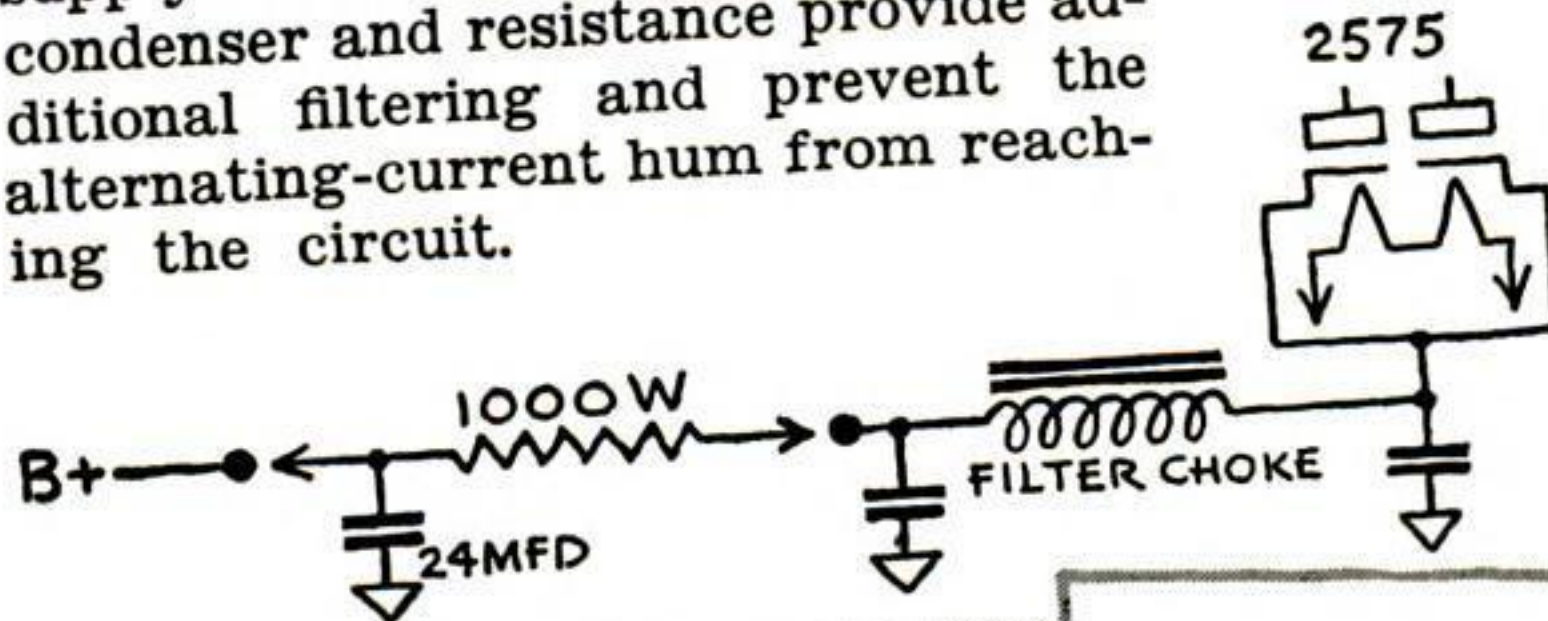 condenser and resistance provide ad-
ditional filtering and prevent the
alternating-current hum from reach-
ing the circuit.
2575
1000W
B+
24MFD
FILTER CHOKE